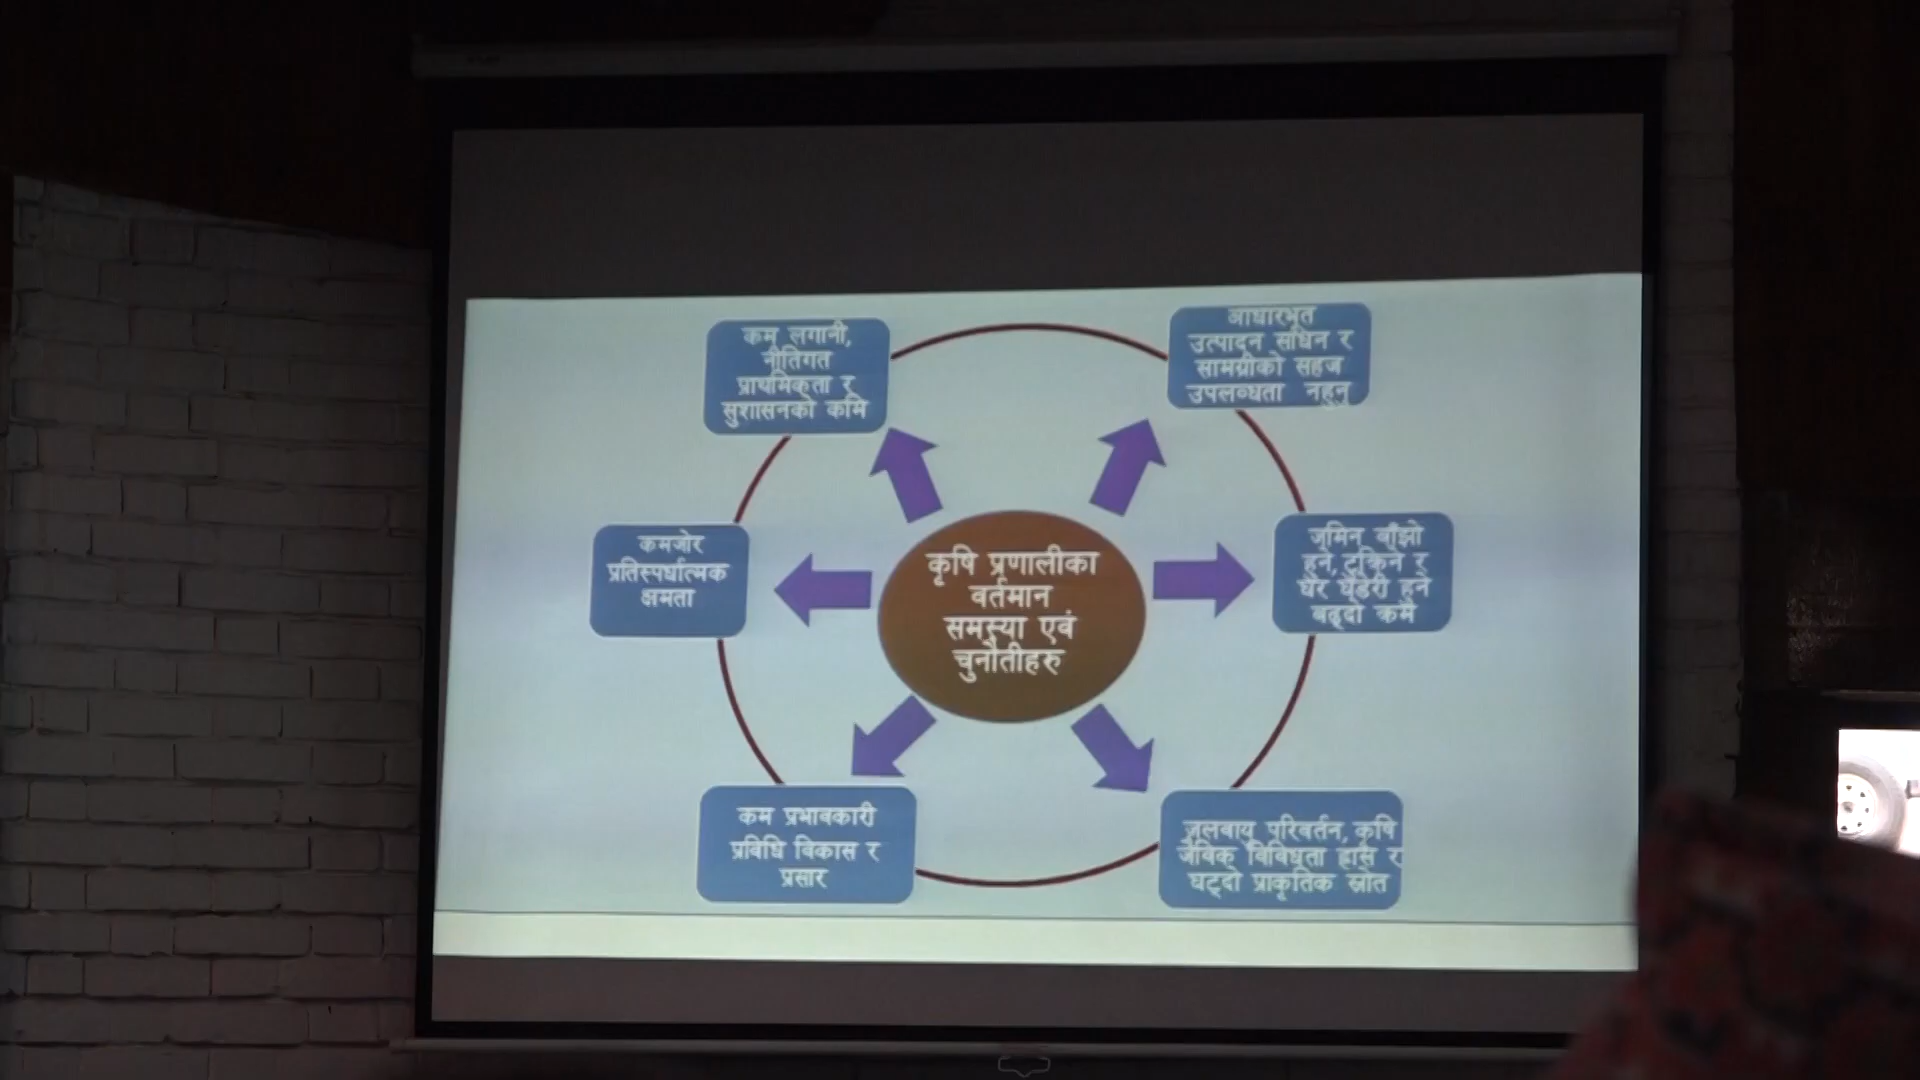 कम लगानी,
नीतिगत
प्राथमिकता र
सुशासनको कमि
आधारभूत
उत्पादन साधन र
सामग्रीको सहज
उपलब्धता नहुनु
कमजोर
प्रतिस्पर्धात्मक
क्षमता
कृषि प्रणालीका
वर्तमान
समस्या एवं
चुनौतीहरु
जमिन बाँझो
हुने, टुक्रिने र
घर घडेरी हुने
बढ्दो क्रम
कम प्रभावकारी
प्रविधि विकास र
प्रसार
जलवायु परिवर्तन, कृषि
जैविक विविधता ह्रास र
घट्दो प्राकृतिक स्रोत